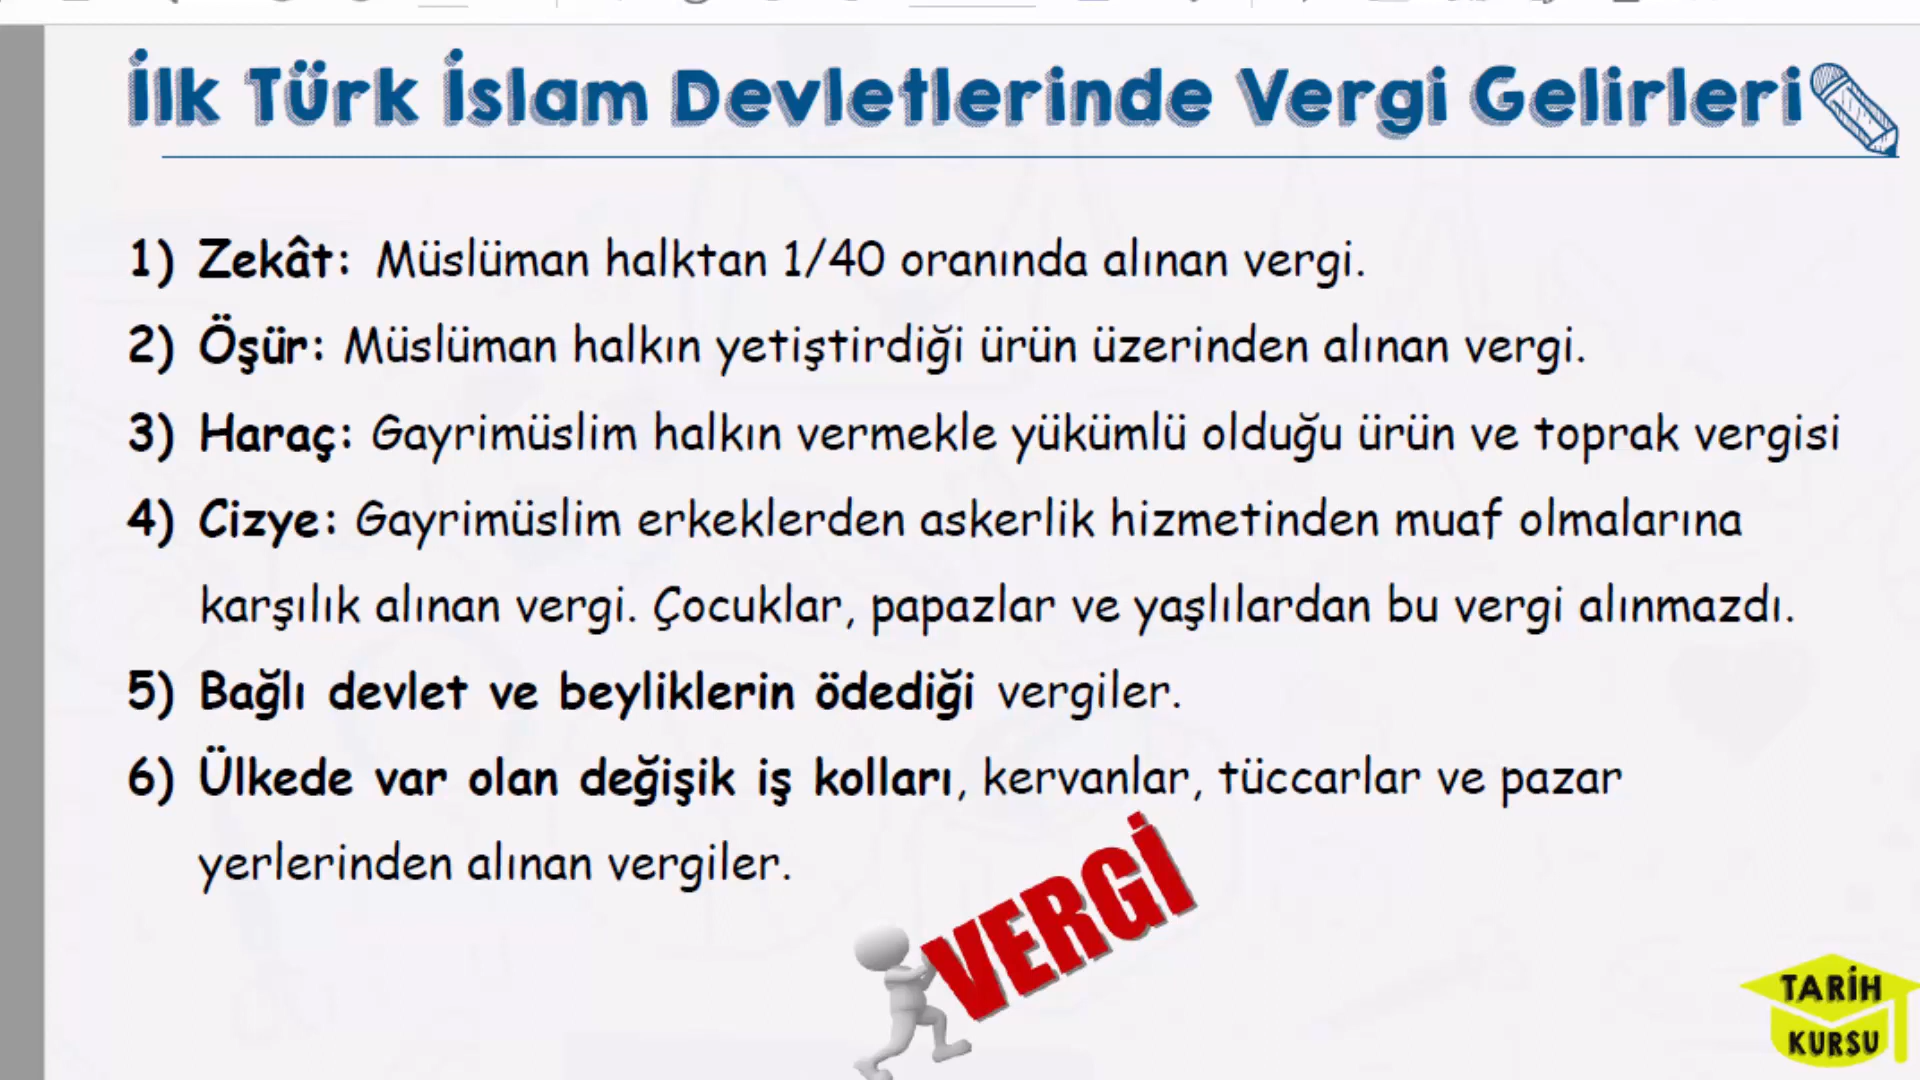 İlk Türk İslam Devletlerinde Vergi Gelirleri
1) Zekât: Müslüman halktan 1/40 oranında alınan vergi.
2) Öşür: Müslüman halkın yetiştirdiği ürün üzerinden alınan vergi.
3) Haraç: Gayrimüslim halkın vermekle yükümlü olduğu ürün ve toprak vergisi
4) Cizye: Gayrimüslim erkeklerden askerlik hizmetinden muaf olmalarına
karşılık alınan vergi. Çocuklar, papazlar ve yaşlılardan bu vergi alınmazdı.
5) Bağlı devlet ve beyliklerin ödediği vergiler.
6) Ülkede var olan değişik iş kolları, kervanlar, tüccarlar ve pazar
yerlerinden alınan vergiler.
VERGİ
TARİH
KURSU